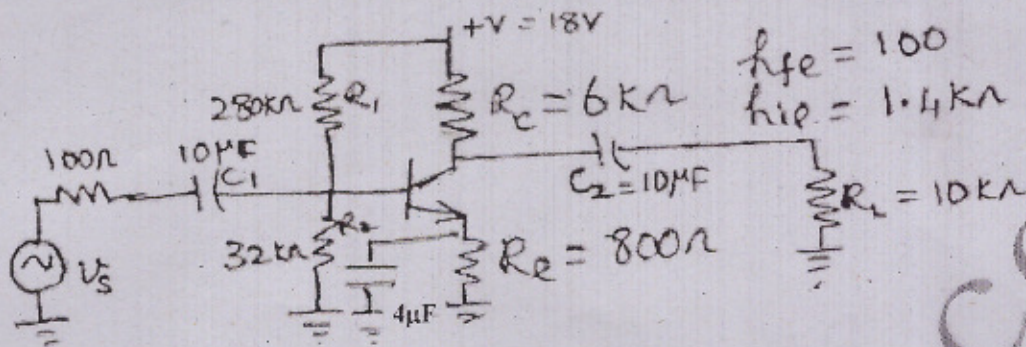 +V = 18V
hfe = 100
280KΩ R1
Rc = 6KΩ
hie = 1.4KΩ
100Ω
10μF
C1
C2=10μF
R2
RL = 10KΩ
32KΩ
Re = 800Ω
Vs
4μF